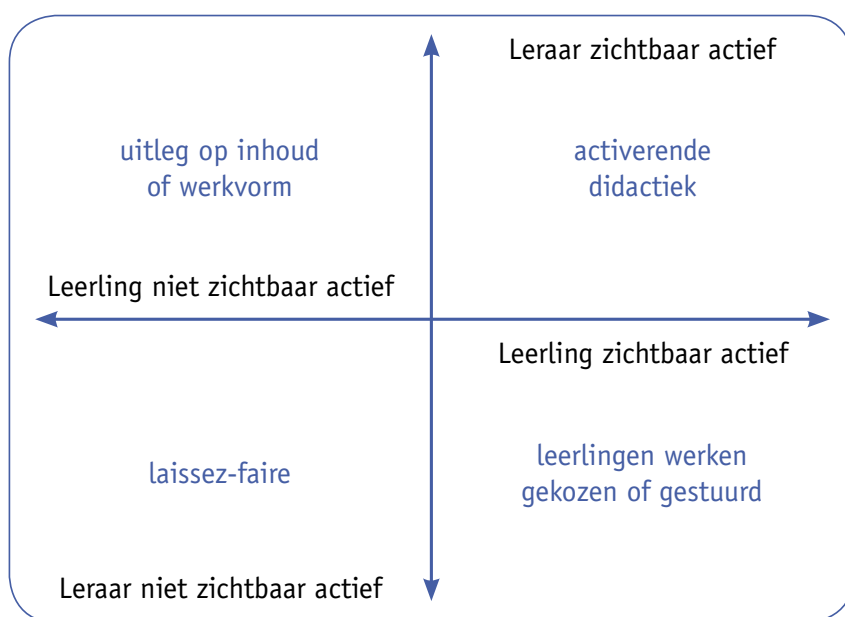 Leraar zichtbaar actief
uitleg op inhoud
of werkvorm
activerende
didactiek
Leerling niet zichtbaar actief
Leerling zichtbaar actief
laissez-faire
leerlingen werken
gekozen of gestuurd
Leraar niet zichtbaar actief